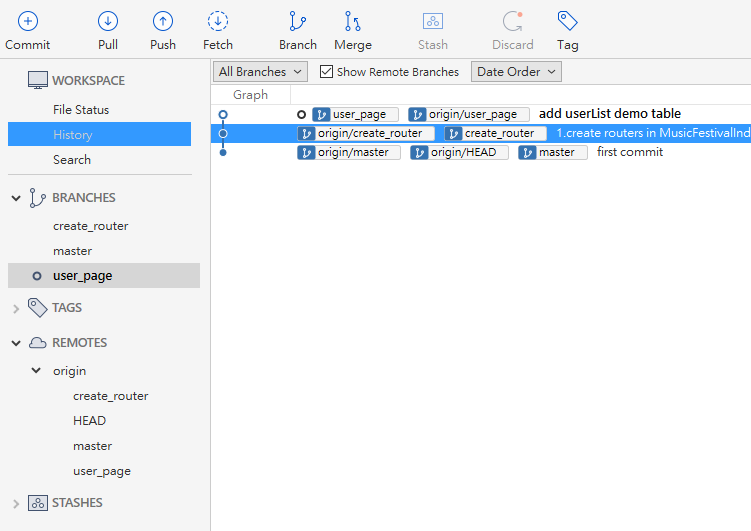 Commit Pull Push Fetch Branch Merge Stash Discard Tag
WORKSPACE
File Status
History
Search
BRANCHES
create_router
master
user_page
TAGS
REMOTES
origin
create_router
HEAD
master
user_page
STASHES
All Branches Show Remote Branches Date Order
Graph
user_page origin/user_page add userList demo table
origin/create_router create_router 1.create routers in MusicFestivalInd
origin/master origin/HEAD master first commit